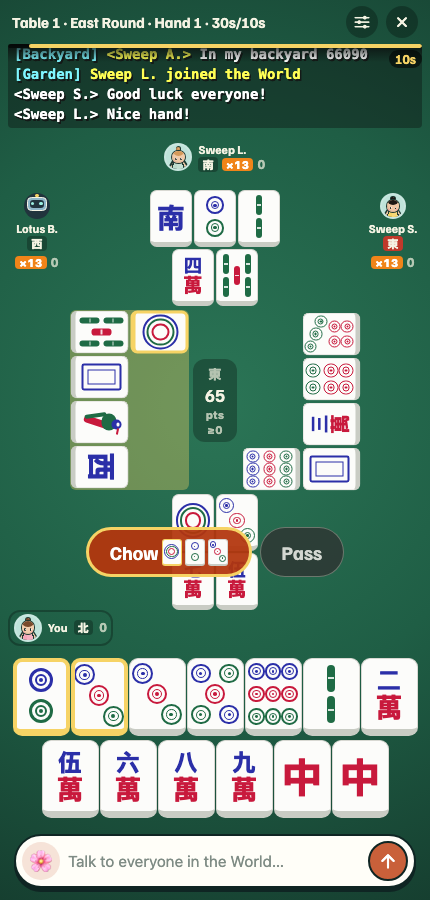 Table 1 · East Round · Hand 1 · 30s/10s
[Backyard] <Sweep A.> In my backyard 66090
10s
[Garden] Sweep L. joined the World
<Sweep S.> Good luck everyone!
<Sweep L.> Nice hand!
Sweep L.
南 ×13 0
Lotus B.
西
×13 0
Sweep S.
東
×13 0
南
四萬
東
65
pts
≥0
三萬
西
Chow
Pass
萬 萬
You 北 0
二萬
伍萬 六萬 八萬 九萬 中 中
Talk to everyone in the World...